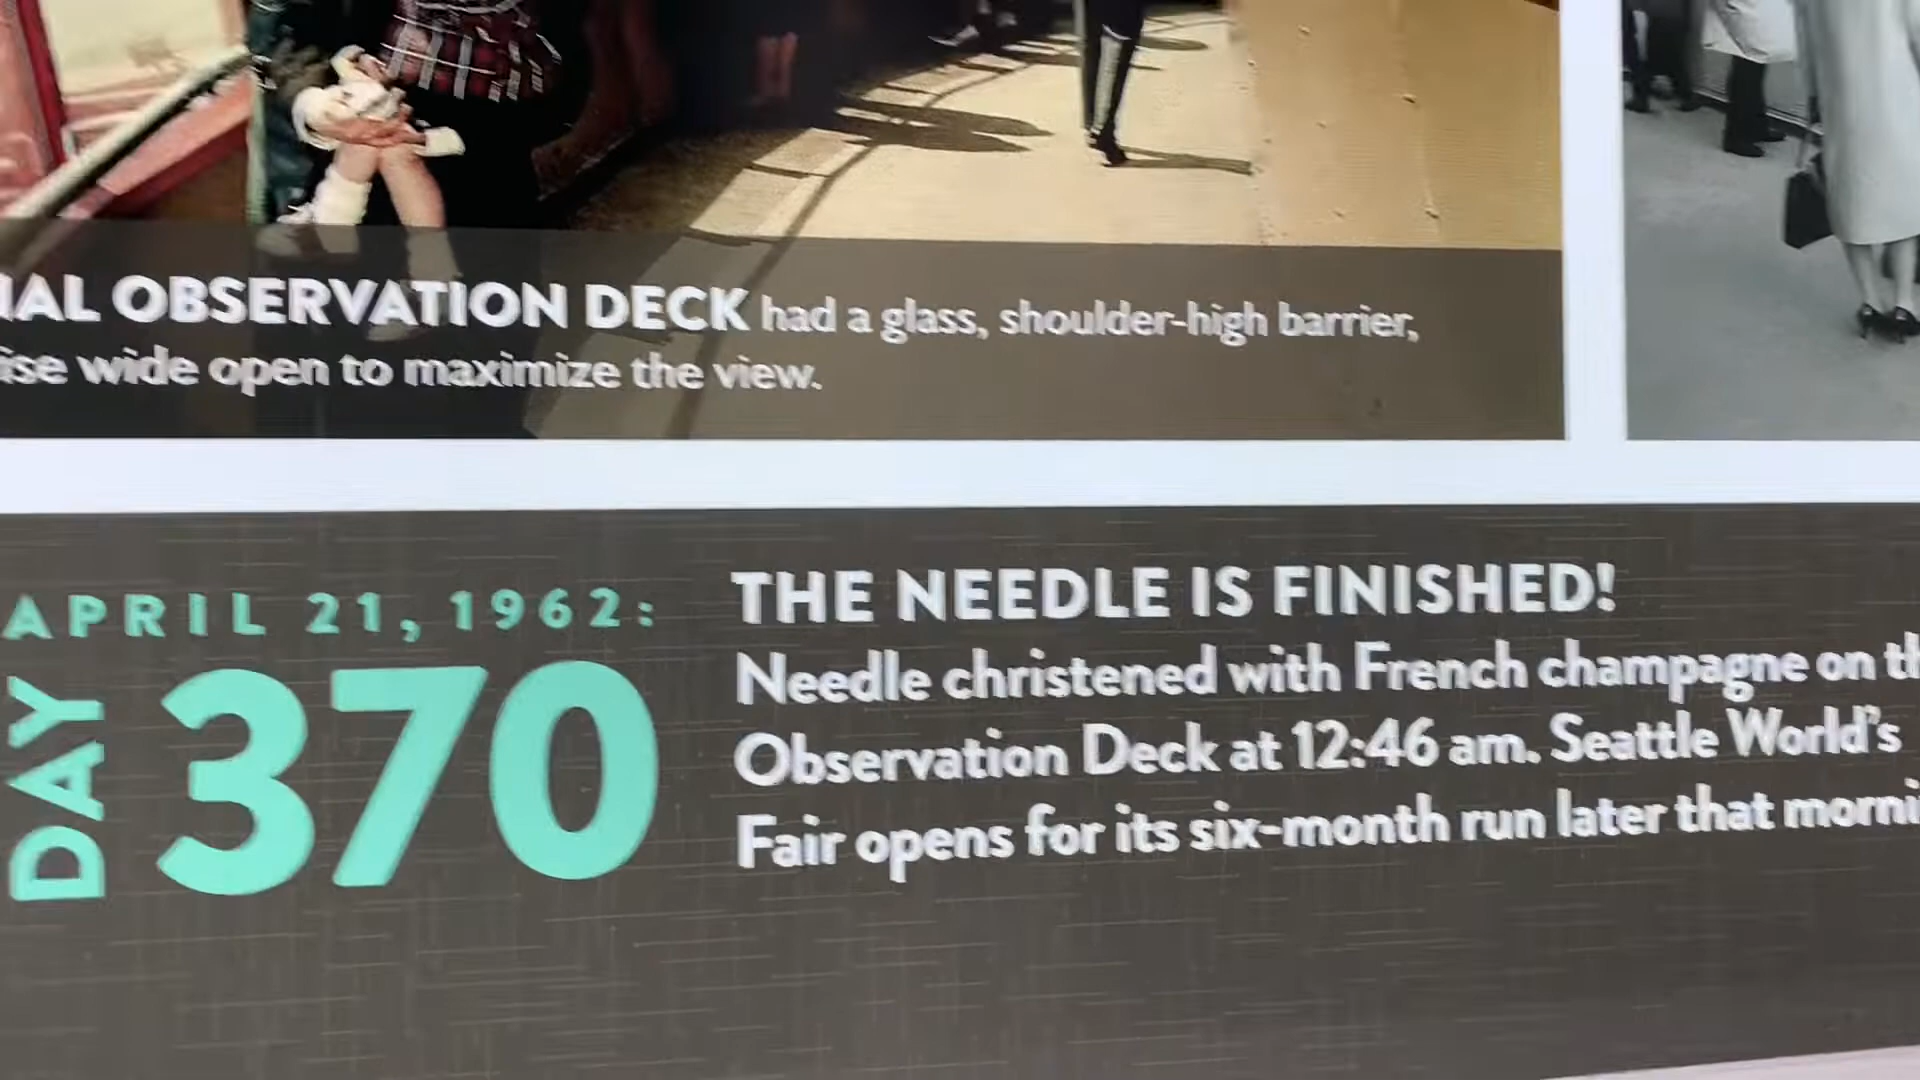 IAL OBSERVATION DECK had a glass, shoulder-high barrier,
ise wide open to maximize the view.
APRIL 21, 1962:
DAY 370
THE NEEDLE IS FINISHED!
Needle christened with French champagne on th
Observation Deck at 12:46 am. Seattle World's
Fair opens for its six-month run later that morni